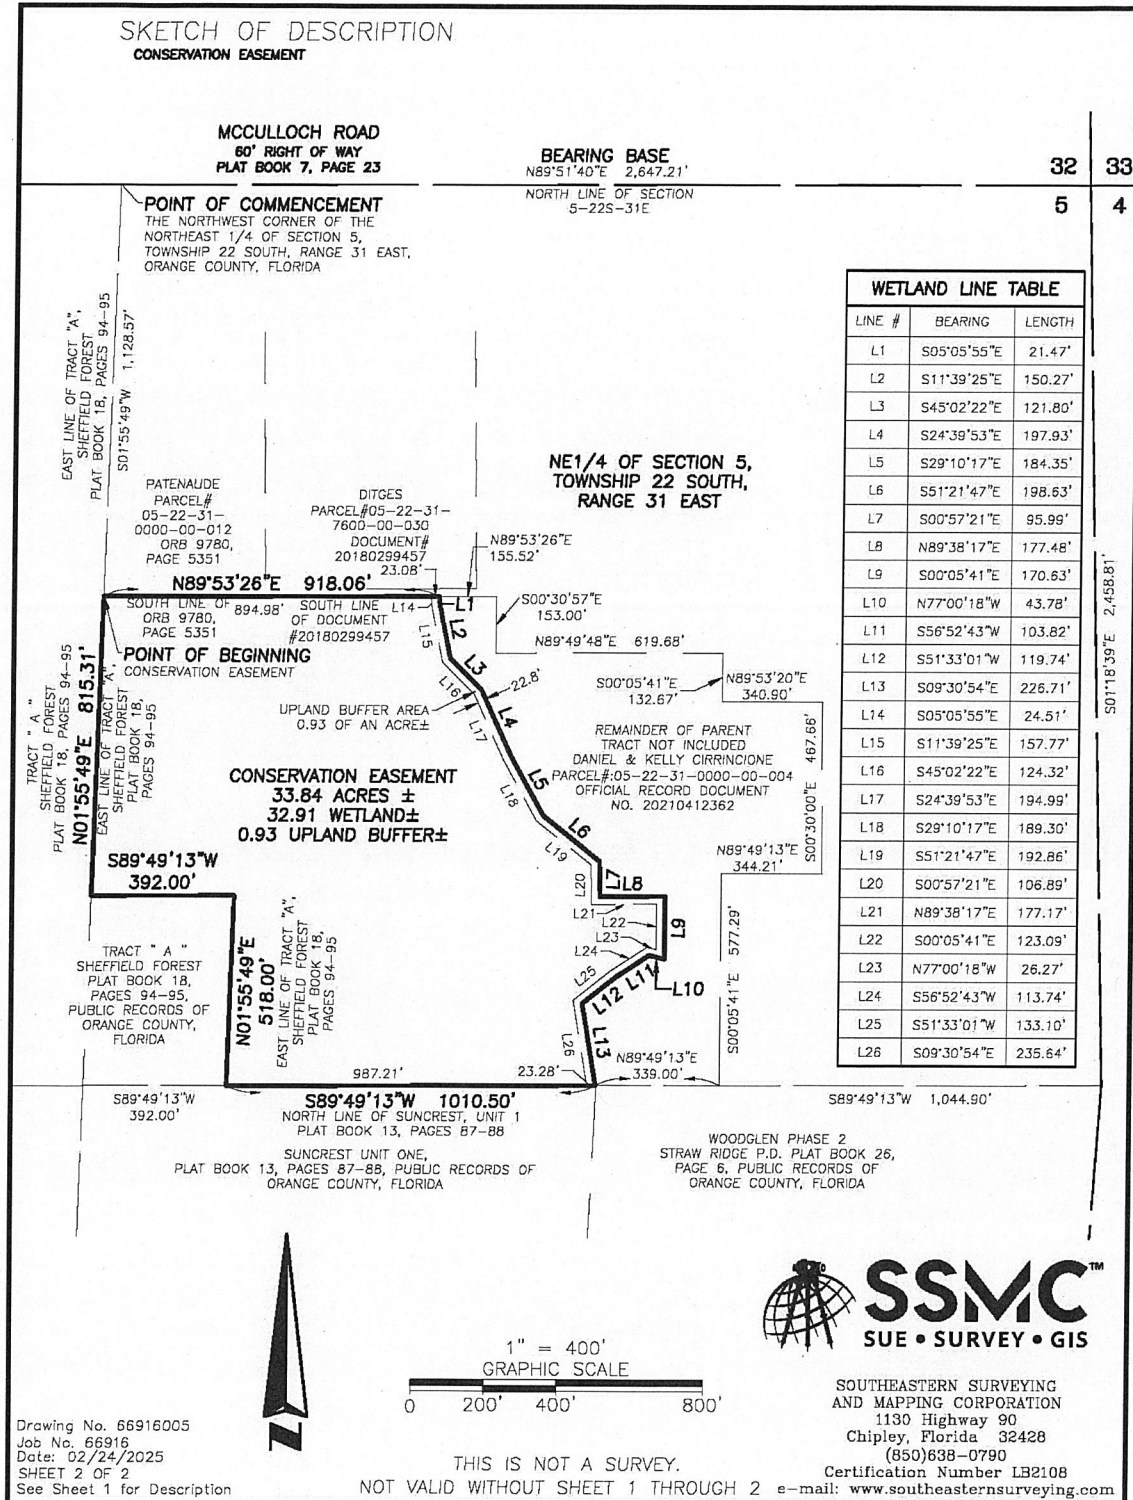 SKETCH OF DESCRIPTION
CONSERVATION EASEMENT
MCCULLOCH ROAD
60' RIGHT OF WAY
PLAT BOOK 7, PAGE 23
BEARING BASE
N89°51'40"E 2,647.21'
NORTH LINE OF SECTION
5-22S-31E
32 33
5 4
POINT OF COMMENCEMENT
THE NORTHWEST CORNER OF THE
NORTHEAST 1/4 OF SECTION 5,
TOWNSHIP 22 SOUTH, RANGE 31 EAST,
ORANGE COUNTY, FLORIDA
EAST LINE OF TRACT "A",
SHEFFIELD FOREST
PLAT BOOK 18, PAGES 94-95
S01°55'49"W 1,128.57'
WETLAND LINE TABLE
LINE # BEARING LENGTH
L1 S05°05'55"E 21.47'
L2 S11°39'25"E 150.27'
L3 S45°02'22"E 121.80'
L4 S24°39'53"E 197.93'
L5 S29°10'17"E 184.35'
L6 S51°21'47"E 198.63'
L7 S00°57'21"E 95.99'
L8 N89°38'17"E 177.48'
L9 S00°05'41"E 170.63'
L10 N77°00'18"W 43.78'
L11 S56°52'43"W 103.82'
L12 S51°33'01"W 119.74'
L13 S09°30'54"E 226.71'
L14 S05°05'55"E 24.51'
L15 S11°39'25"E 157.77'
L16 S45°02'22"E 124.32'
L17 S24°39'53"E 194.99'
L18 S29°10'17"E 189.30'
L19 S51°21'47"E 192.86'
L20 S00°57'21"E 106.89'
L21 N89°38'17"E 177.17'
L22 S00°05'41"E 123.09'
L23 N77°00'18"W 26.27'
L24 S56°52'43"W 113.74'
L25 S51°33'01"W 133.10'
L26 S09°30'54"E 235.64'
S01°18'39"E 2,458.81'
NE1/4 OF SECTION 5,
TOWNSHIP 22 SOUTH,
RANGE 31 EAST
PATENAUDE
PARCEL#
05-22-31-
0000-00-012
ORB 9780,
PAGE 5351
DITGES
PARCEL#05-22-31-
7600-00-030
DOCUMENT#
20180299457
23.08'
N89°53'26"E
155.52'
N89°53'26"E 918.06'
SOUTH LINE OF
ORB 9780,
PAGE 5351
894.98'
SOUTH LINE
OF DOCUMENT
#20180299457
L14
L1
S00°30'57"E
153.00'
L15
L2
N89°49'48"E 619.68'
POINT OF BEGINNING
CONSERVATION EASEMENT
L3
L16
22.8'
S00°05'41"E
132.67'
N89°53'20"E
340.90'
UPLAND BUFFER AREA
0.93 OF AN ACRE±
L4
L17
TRACT " A "
SHEFFIELD FOREST
PLAT BOOK 18, PAGES 94-95
N01°55'49"E 815.31'
EAST LINE OF TRACT "A",
SHEFFIELD FOREST
PLAT BOOK 18,
PAGES 94-95
REMAINDER OF PARENT
TRACT NOT INCLUDED
DANIEL & KELLY CIRRINCIONE
PARCEL#:05-22-31-0000-00-004
OFFICIAL RECORD DOCUMENT
NO. 20210412362
S00°30'00"E 467.66'
CONSERVATION EASEMENT
33.84 ACRES ±
32.91 WETLAND±
0.93 UPLAND BUFFER±
L5
L18
L6
L19
N89°49'13"E
344.21'
S89°49'13"W
392.00'
L20
L7
L8
L21
L22
L9
L23
L24
L25
L11
L10
L12
S00°05'41"E 577.29'
TRACT " A "
SHEFFIELD FOREST
PLAT BOOK 18,
PAGES 94-95,
PUBLIC RECORDS OF
ORANGE COUNTY,
FLORIDA
N01°55'49"E
518.00'
EAST LINE OF TRACT "A",
SHEFFIELD FOREST
PLAT BOOK 18,
PAGES 94-95
L26
L13
N89°49'13"E
339.00'
987.21'
23.28'
S89°49'13"W
392.00'
S89°49'13"W 1010.50'
NORTH LINE OF SUNCREST, UNIT 1
PLAT BOOK 13, PAGES 87-88
S89°49'13"W 1,044.90'
SUNCREST UNIT ONE,
PLAT BOOK 13, PAGES 87-88, PUBLIC RECORDS OF
ORANGE COUNTY, FLORIDA
WOODGLEN PHASE 2
STRAW RIDGE P.D. PLAT BOOK 26,
PAGE 6, PUBLIC RECORDS OF
ORANGE COUNTY, FLORIDA
N
1" = 400'
GRAPHIC SCALE
0 200' 400' 800'
SSMC™
SUE • SURVEY • GIS
SOUTHEASTERN SURVEYING
AND MAPPING CORPORATION
1130 Highway 90
Chipley, Florida 32428
(850)638-0790
Certification Number LB2108
e-mail: www.southeasternsurveying.com
Drawing No. 66916005
Job No. 66916
Date: 02/24/2025
SHEET 2 OF 2
See Sheet 1 for Description
THIS IS NOT A SURVEY.
NOT VALID WITHOUT SHEET 1 THROUGH 2